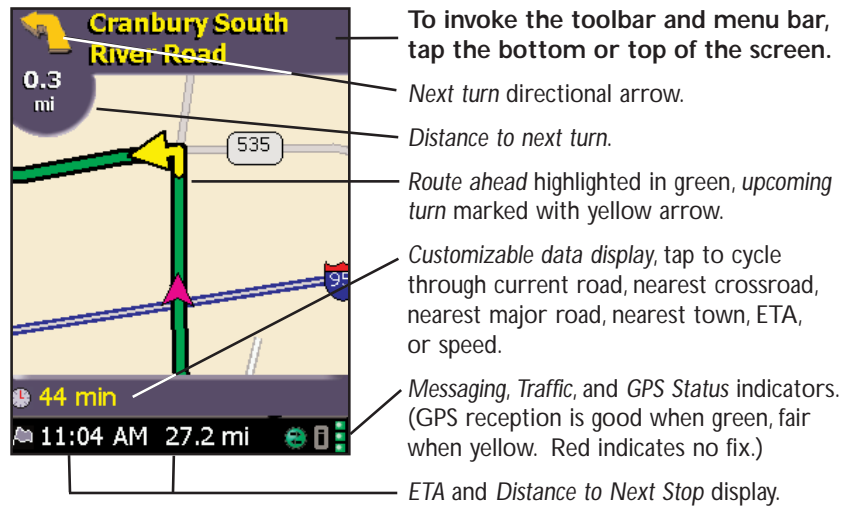 Cranbury South
River Road
0.3
mi
535
95
44 min
11:04 AM 27.2 mi
To invoke the toolbar and menu bar,
tap the bottom or top of the screen.
Next turn directional arrow.
Distance to next turn.
Route ahead highlighted in green, upcoming
turn marked with yellow arrow.
Customizable data display, tap to cycle
through current road, nearest crossroad,
nearest major road, nearest town, ETA,
or speed.
Messaging, Traffic, and GPS Status indicators.
(GPS reception is good when green, fair
when yellow. Red indicates no fix.)
ETA and Distance to Next Stop display.